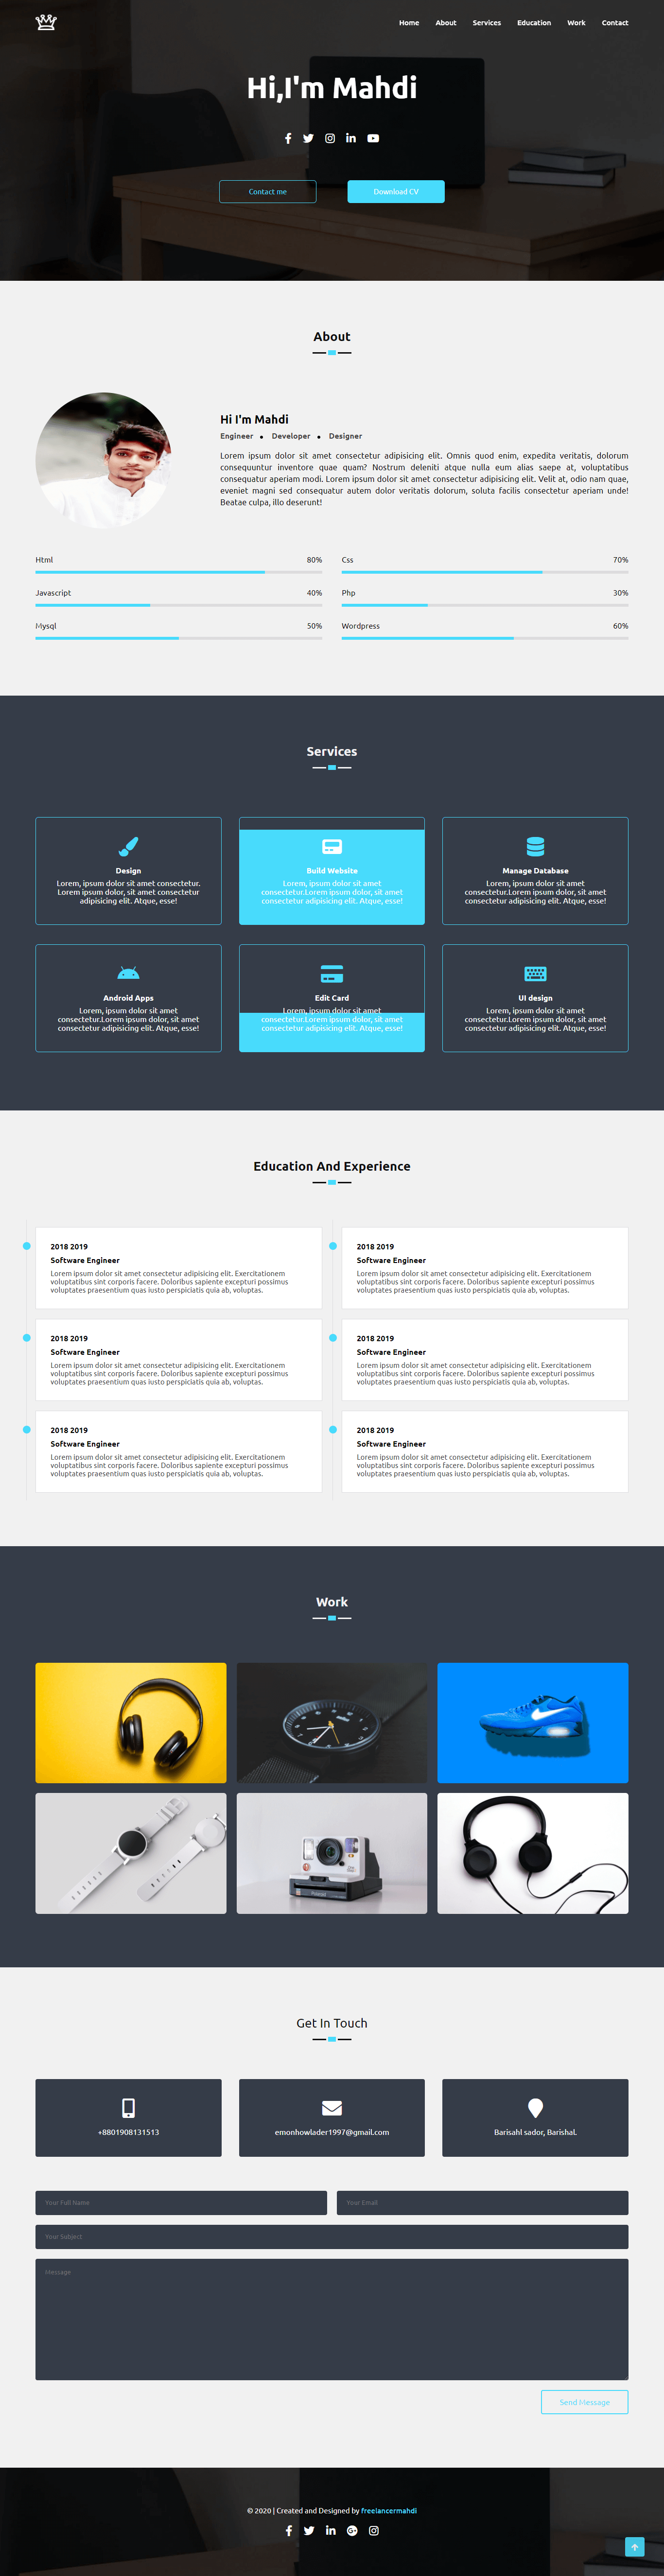 Home About Services Education Work Contact
Hi,I'm Mahdi
Contact me Download CV
About
Hi I'm Mahdi
Engineer • Developer • Designer
Lorem ipsum dolor sit amet consectetur adipisicing elit. Omnis quod enim, expedita veritatis, dolorum
consequuntur inventore quae quam? Nostrum deleniti atque nulla eum alias saepe at, voluptatibus
consequatur aperiam modi. Lorem ipsum dolor sit amet consectetur adipisicing elit. Velit at, odio nam quae,
eveniet magni sed consequatur autem dolor veritatis dolorum, soluta facilis consectetur aperiam unde!
Beatae culpa, illo deserunt!
Html 80%
Css 70%
Javascript 40%
Php 30%
Mysql 50%
Wordpress 60%
Services
Design
Lorem, ipsum dolor sit amet consectetur.
Lorem ipsum dolor, sit amet consectetur
adipisicing elit. Atque, esse!
Build Website
Lorem, ipsum dolor sit amet
consectetur.Lorem ipsum dolor, sit amet
consectetur adipisicing elit. Atque, esse!
Manage Database
Lorem, ipsum dolor sit amet
consectetur.Lorem ipsum dolor, sit amet
consectetur adipisicing elit. Atque, esse!
Android Apps
Lorem, ipsum dolor sit amet
consectetur.Lorem ipsum dolor, sit amet
consectetur adipisicing elit. Atque, esse!
Edit Card
Lorem, ipsum dolor sit amet
consectetur.Lorem ipsum dolor, sit amet
consectetur adipisicing elit. Atque, esse!
UI design
Lorem, ipsum dolor sit amet
consectetur.Lorem ipsum dolor, sit amet
consectetur adipisicing elit. Atque, esse!
Education And Experience
2018 2019
Software Engineer
Lorem ipsum dolor sit amet consectetur adipisicing elit. Exercitationem
voluptatibus sint corporis facere. Doloribus sapiente excepturi possimus
voluptates praesentium quas iusto perspiciatis quia ab, voluptas.
2018 2019
Software Engineer
Lorem ipsum dolor sit amet consectetur adipisicing elit. Exercitationem
voluptatibus sint corporis facere. Doloribus sapiente excepturi possimus
voluptates praesentium quas iusto perspiciatis quia ab, voluptas.
2018 2019
Software Engineer
Lorem ipsum dolor sit amet consectetur adipisicing elit. Exercitationem
voluptatibus sint corporis facere. Doloribus sapiente excepturi possimus
voluptates praesentium quas iusto perspiciatis quia ab, voluptas.
2018 2019
Software Engineer
Lorem ipsum dolor sit amet consectetur adipisicing elit. Exercitationem
voluptatibus sint corporis facere. Doloribus sapiente excepturi possimus
voluptates praesentium quas iusto perspiciatis quia ab, voluptas.
2018 2019
Software Engineer
Lorem ipsum dolor sit amet consectetur adipisicing elit. Exercitationem
voluptatibus sint corporis facere. Doloribus sapiente excepturi possimus
voluptates praesentium quas iusto perspiciatis quia ab, voluptas.
2018 2019
Software Engineer
Lorem ipsum dolor sit amet consectetur adipisicing elit. Exercitationem
voluptatibus sint corporis facere. Doloribus sapiente excepturi possimus
voluptates praesentium quas iusto perspiciatis quia ab, voluptas.
Work
Get In Touch
+8801908131513
emonhowlader1997@gmail.com
Barisahl sador, Barishal.
Your Full Name
Your Email
Your Subject
Message
Send Message
© 2020 | Created and Designed by freelancermahdi